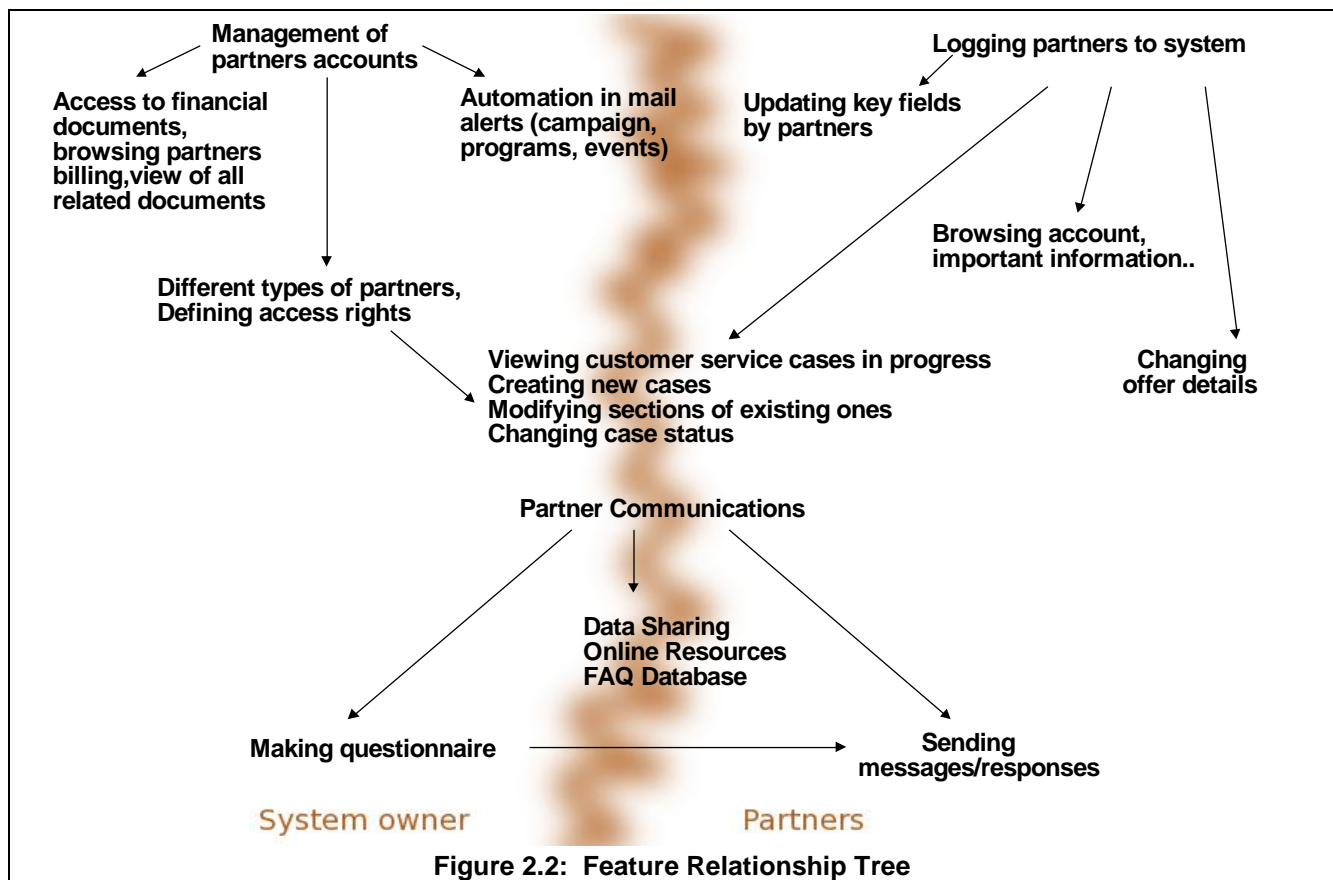 Management of
partners accounts
Logging partners to system
Access to financial
documents,
browsing partners
billing,view of all
related documents
Automation in mail
alerts (campaign,
programs, events)
Updating key fields
by partners
Browsing account,
important information..
Different types of partners,
Defining access rights
Viewing customer service cases in progress
Creating new cases
Modifying sections of existing ones
Changing case status
Changing
offer details
Partner Communications
Data Sharing
Online Resources
FAQ Database
Making questionnaire
Sending
messages/responses
System owner
Partners
Figure 2.2:  Feature Relationship Tree